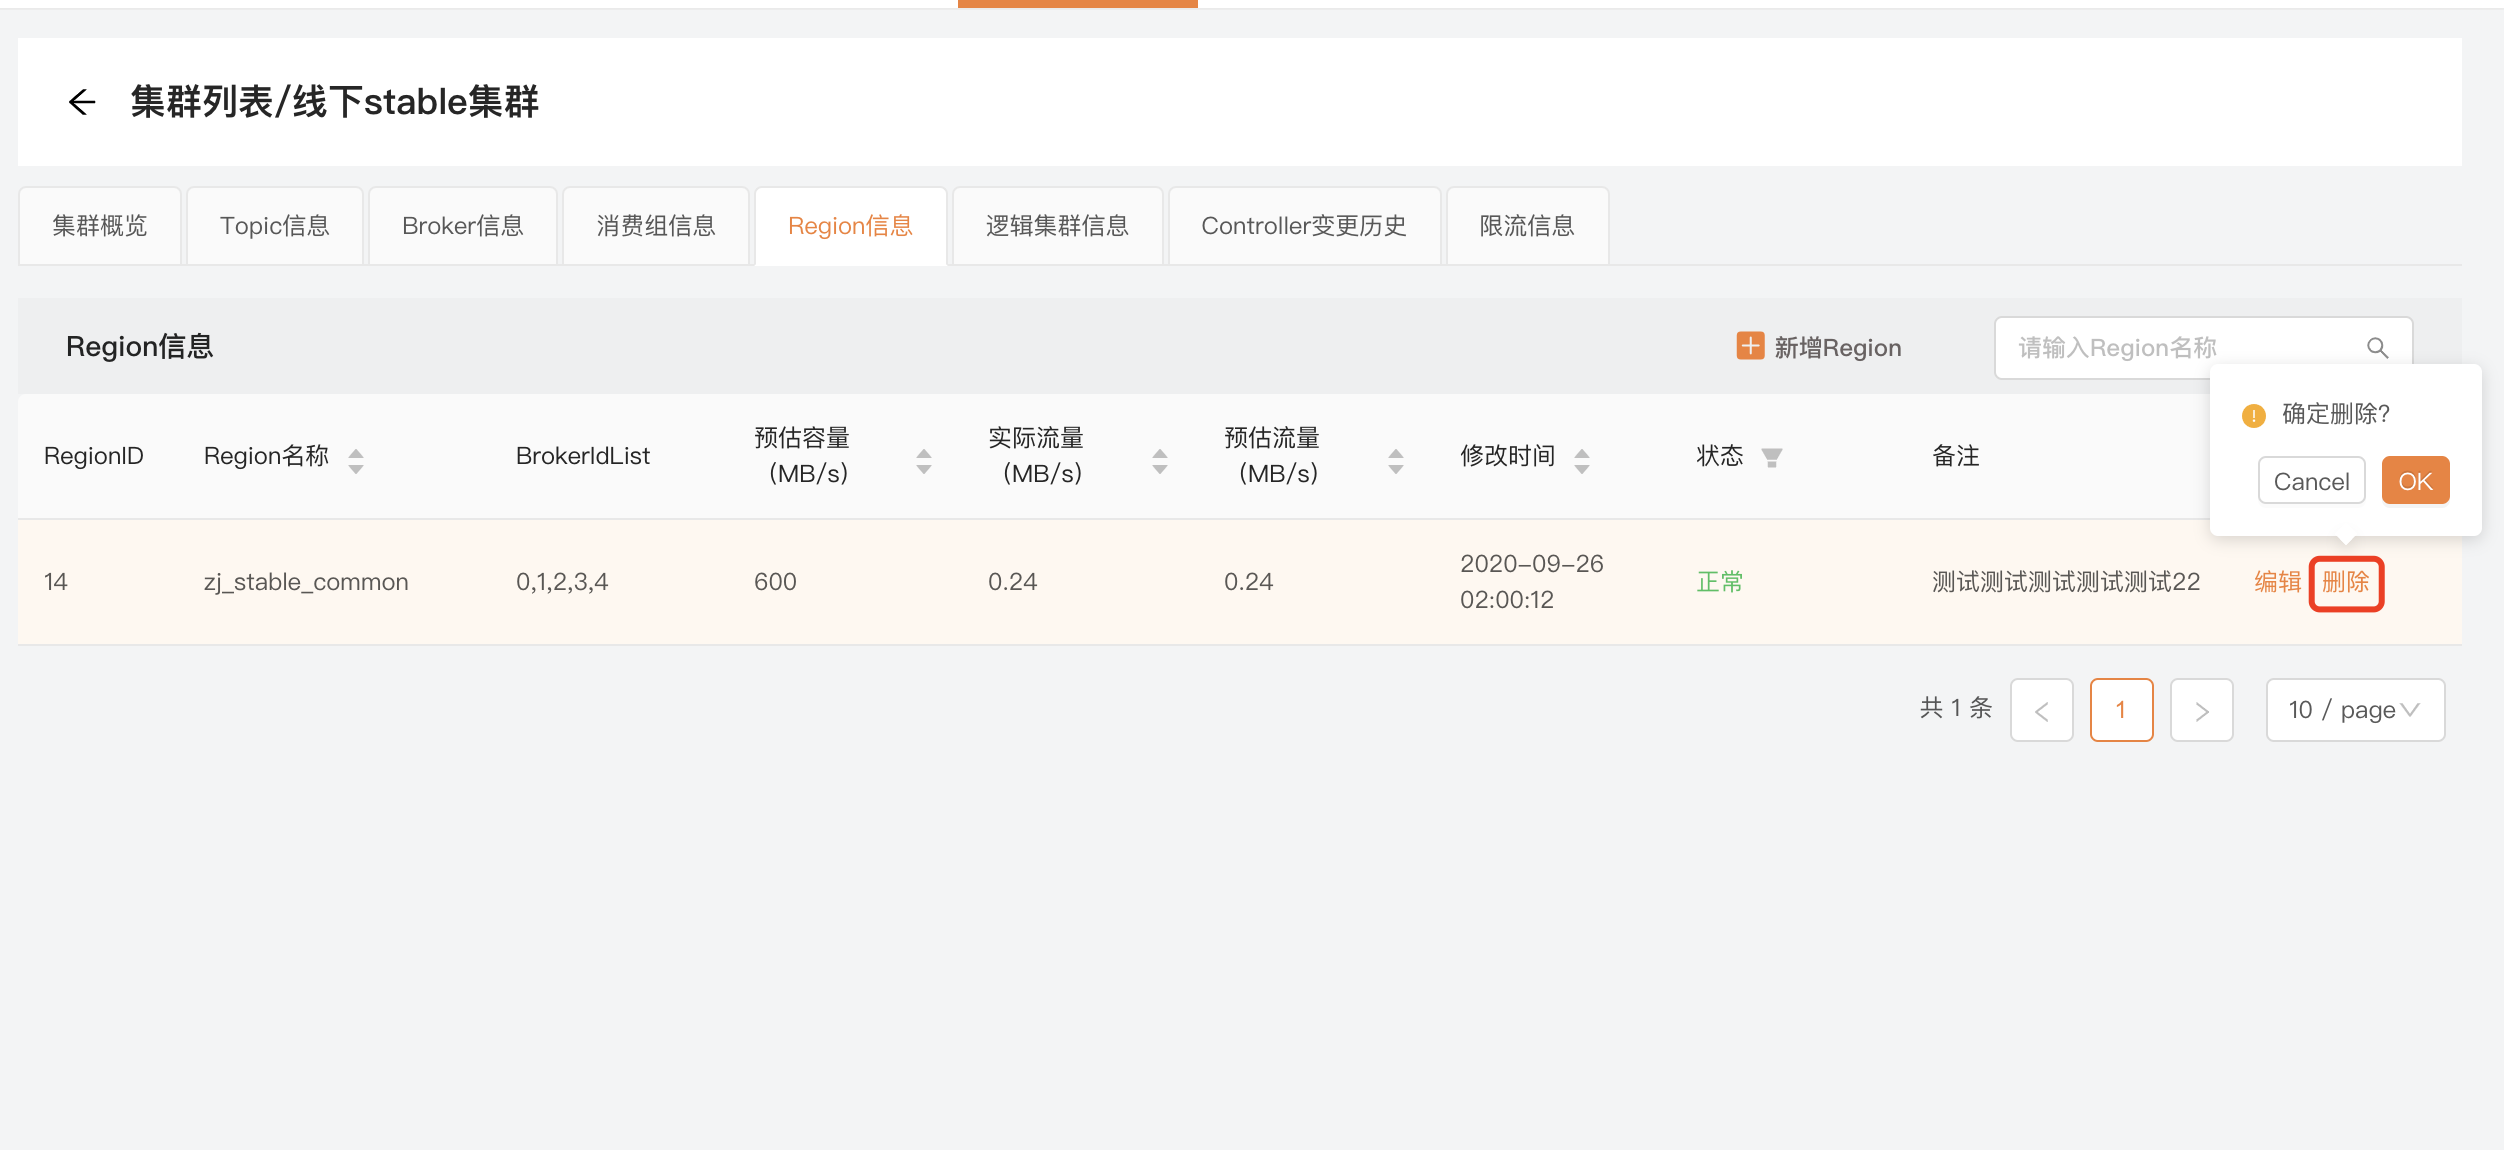 集群列表/线下stable集群
集群概览 Topic信息 Broker信息 消费组信息 Region信息 逻辑集群信息 Controller变更历史 限流信息
Region信息 新增Region 请输入Region名称
确定删除?
Cancel OK
RegionID Region名称 BrokerIdList 预估容量 (MB/s) 实际流量 (MB/s) 预估流量 (MB/s) 修改时间 状态 备注
14 zj_stable_common 0,1,2,3,4 600 0.24 0.24 2020-09-26 02:00:12 正常 测试测试测试测试测试22 编辑 删除
共 1 条 < 1 > 10 / page